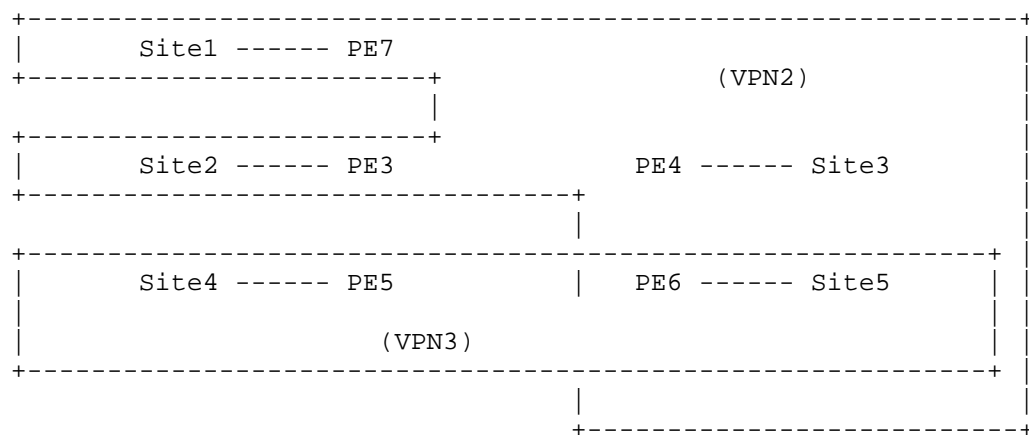 Site1 ------ PE7
(VPN2)
Site2 ------ PE3 PE4 ------ Site3
Site4 ------ PE5 PE6 ------ Site5
(VPN3)